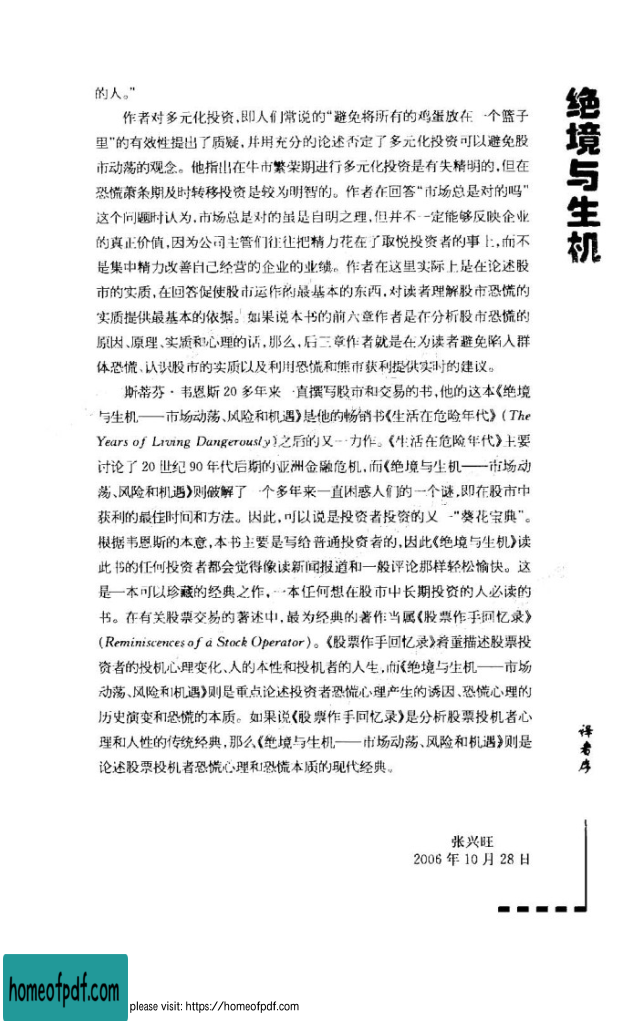 的人。”
作者对多元化投资,即人们常说的“避免将所有的鸡蛋放在一个篮子
里”的有效性提出了质疑,并用充分的论述否定了多元化投资可以避免股
市动荡的观念。他指出在牛市繁荣期进行多元化投资是有失精明的,但在
恐慌萧条期及时转移投资是较为明智的。作者在回答“市场总是对的吗”
这个问题时认为,市场总是对的虽是自明之理,但并不一定能够反映企业
的真正价值,因为公司主管们往往把精力花在了取悦投资者的事上,而不
是集中精力改善自己经营的企业的业绩。作者在这里实际上是在论述股
市的实质,在回答促使股市运作的最基本的东西,对读者理解股市恐慌的
实质提供最基本的依据。如果说本书的前六章作者是在分析股市恐慌的
原因、原理、实质和心理的话,那么,后三章作者就是在为读者避免陷入群
体恐慌、认识股市的实质以及利用恐慌和熊市获利提供实时的建议。
斯蒂芬·韦恩斯 20 多年来一直撰写股市和交易的书,他的这本《绝境
与生机——市场动荡、风险和机遇》是他的畅销书《生活在危险年代》(The
Years of Living Dangerously)之后的又一力作。《生活在危险年代》主要
讨论了 20 世纪 90 年代后期的亚洲金融危机,而《绝境与生机——市场动
荡、风险和机遇》则破解了一个多年来一直困惑人们的一个谜,即在股市中
获利的最佳时间和方法。因此,可以说是投资者投资的又一“葵花宝典”。
根据韦恩斯的本意,本书主要是写给普通投资者的,因此《绝境与生机》读
此书的任何投资者都会觉得像读新闻报道和一般评论那样轻松愉快。这
是一本可以珍藏的经典之作,一本任何想在股市中长期投资的人必读的
书。在有关股票交易的著述中,最为经典的著作当属《股票作手回忆录》
(Reminiscences of a Stock Operator)。《股票作手回忆录》着重描述股票投
资者的投机心理变化、人的本性和投机者的人生,而《绝境与生机——市场
动荡、风险和机遇》则是重点论述投资者恐慌心理产生的诱因、恐慌心理的
历史演变和恐慌的本质。如果说《股票作手回忆录》是分析股票投机者心
理和人性的传统经典,那么《绝境与生机——市场动荡、风险和机遇》则是
论述股票投机者恐慌心理和恐慌本质的现代经典。
张兴旺
2006 年 10 月 28 日
绝境与生机
译者序
homeofpdf.com
please visit: https://homeofpdf.com